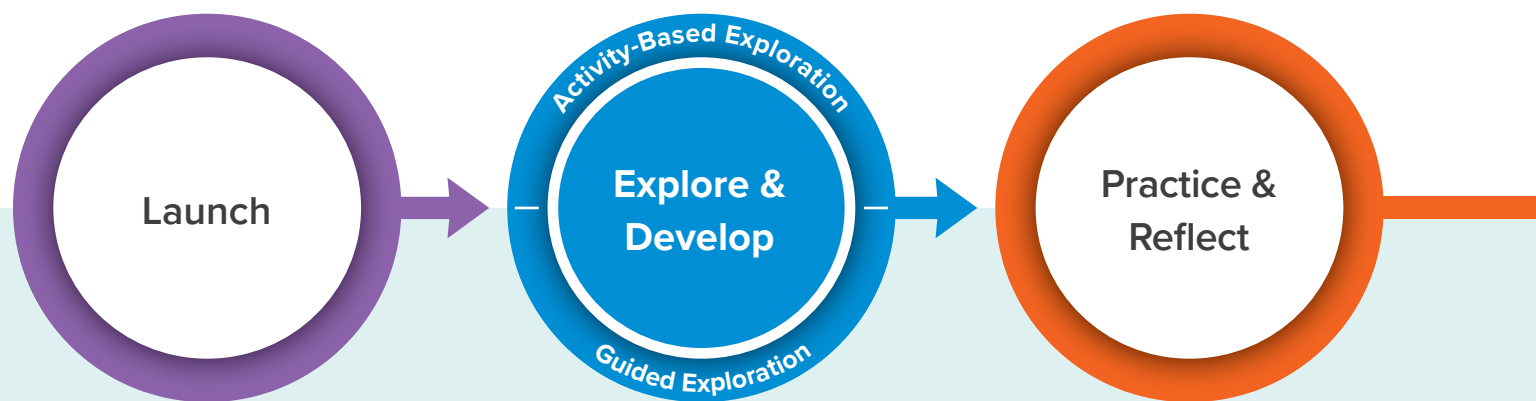 Launch
Activity-Based Exploration
Explore &
Develop
Guided Exploration
Practice &
Reflect